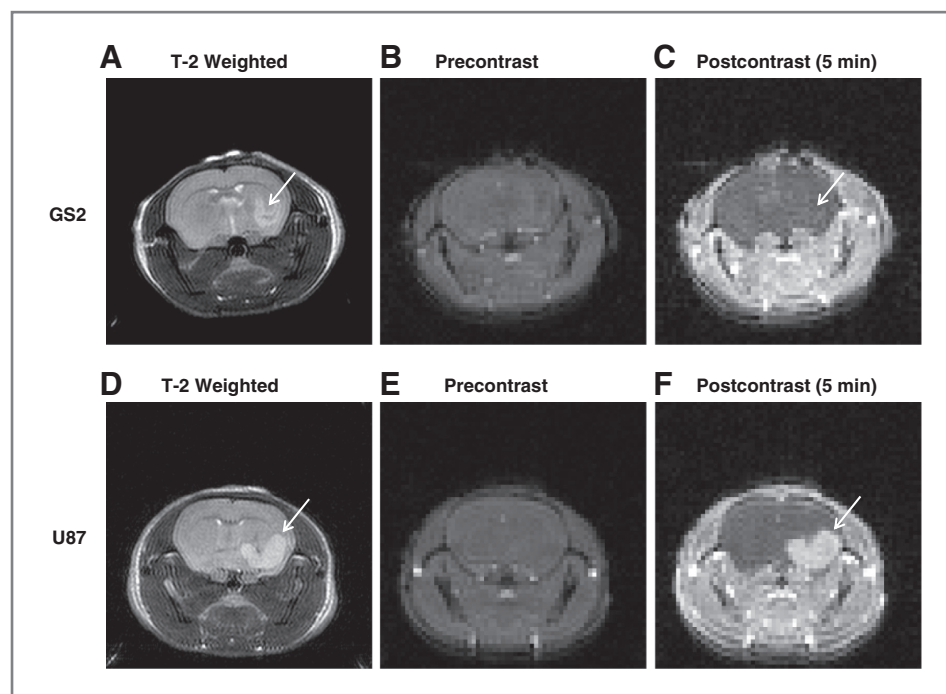 A T-2 Weighted B Precontrast C Postcontrast (5 min)
GS2
D T-2 Weighted E Precontrast F Postcontrast (5 min)
U87